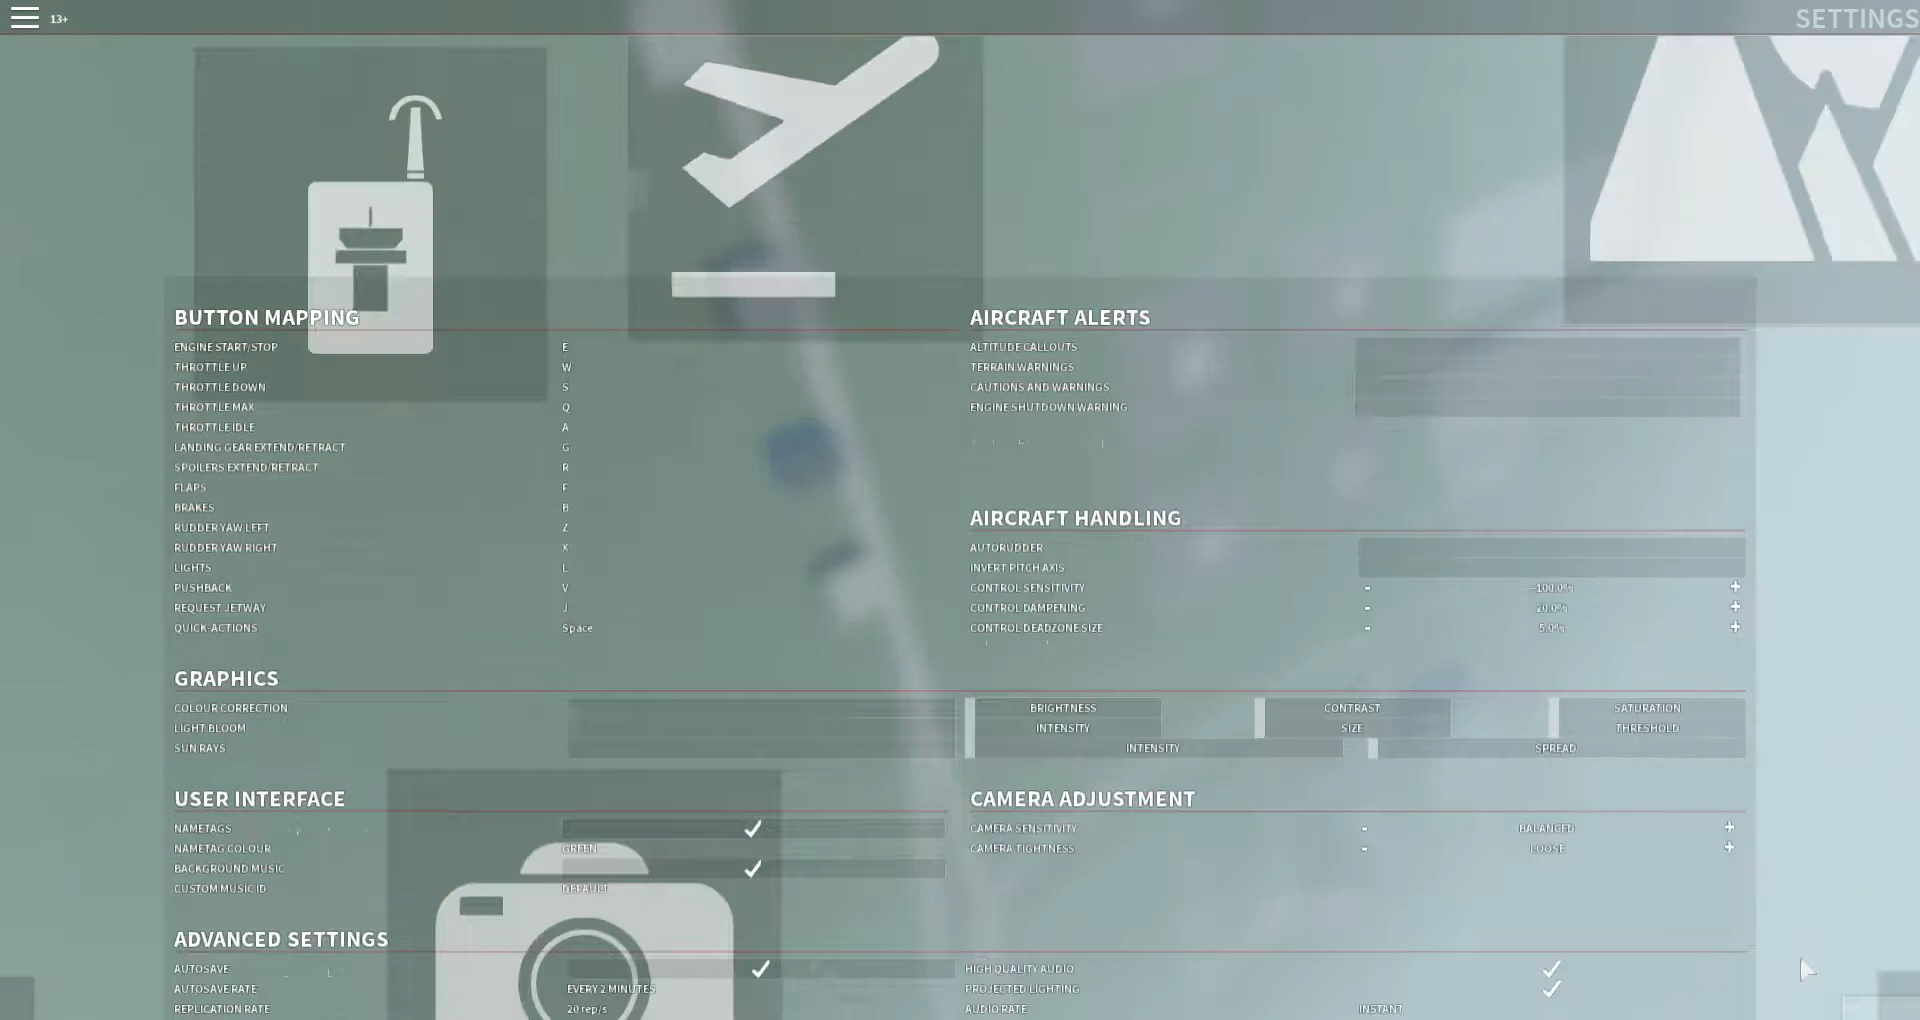 13+
SETTINGS
BUTTON MAPPING
ENGINE START/STOP E
THROTTLE UP W
THROTTLE DOWN S
THROTTLE MAX Q
THROTTLE IDLE A
LANDING GEAR EXTEND/RETRACT G
SPOILERS EXTEND/RETRACT R
FLAPS F
BRAKES B
RUDDER YAW LEFT Z
RUDDER YAW RIGHT X
LIGHTS L
PUSHBACK V
REQUEST JETWAY J
QUICK-ACTIONS Space
AIRCRAFT ALERTS
ALTITUDE CALLOUTS
TERRAIN WARNINGS
CAUTIONS AND WARNINGS
ENGINE SHUTDOWN WARNING
AIRCRAFT HANDLING
AUTORUDDER
INVERT PITCH AXIS
CONTROL SENSITIVITY - 100.0% +
CONTROL DAMPENING - 20.0% +
CONTROL DEADZONE SIZE - 5.0% +
GRAPHICS
COLOUR CORRECTION BRIGHTNESS CONTRAST SATURATION
LIGHT BLOOM INTENSITY SIZE THRESHOLD
SUN RAYS INTENSITY SPREAD
USER INTERFACE
NAMETAGS
NAMETAG COLOUR GREEN
BACKGROUND MUSIC
CUSTOM MUSIC ID DEFAULT
CAMERA ADJUSTMENT
CAMERA SENSITIVITY - BALANCED +
CAMERA TIGHTNESS - LOOSE +
ADVANCED SETTINGS
AUTOSAVE HIGH QUALITY AUDIO
AUTOSAVE RATE EVERY 2 MINUTES PROJECTED LIGHTING
REPLICATION RATE 20 rep/s AUDIO RATE INSTANT